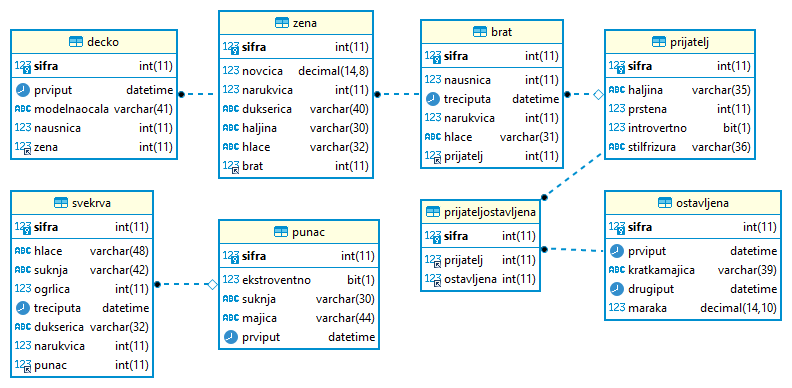 decko
123 sifra int(11)
prviput datetime
ABC modelnaocala varchar(41)
123 nausnica int(11)
123 zena int(11)
zena
123 sifra int(11)
123 novcica decimal(14,8)
123 narukvica int(11)
ABC dukserica varchar(40)
ABC haljina varchar(30)
ABC hlace varchar(32)
123 brat int(11)
brat
123 sifra int(11)
123 nausnica int(11)
treciputa datetime
123 narukvica int(11)
ABC hlace varchar(31)
123 prijatelj int(11)
prijatelj
123 sifra int(11)
ABC haljina varchar(35)
123 prstena int(11)
123 introvertno bit(1)
ABC stilfrizura varchar(36)
svekrva
123 sifra int(11)
ABC hlace varchar(48)
ABC suknja varchar(42)
123 ogrlica int(11)
treciputa datetime
ABC dukserica varchar(32)
123 narukvica int(11)
123 punac int(11)
punac
123 sifra int(11)
123 ekstroventno bit(1)
ABC suknja varchar(30)
ABC majica varchar(44)
prviput datetime
prijateljostavljena
123 sifra int(11)
123 prijatelj int(11)
123 ostavljena int(11)
ostavljena
123 sifra int(11)
prviput datetime
ABC kratkamajica varchar(39)
drugiput datetime
123 maraka decimal(14,10)